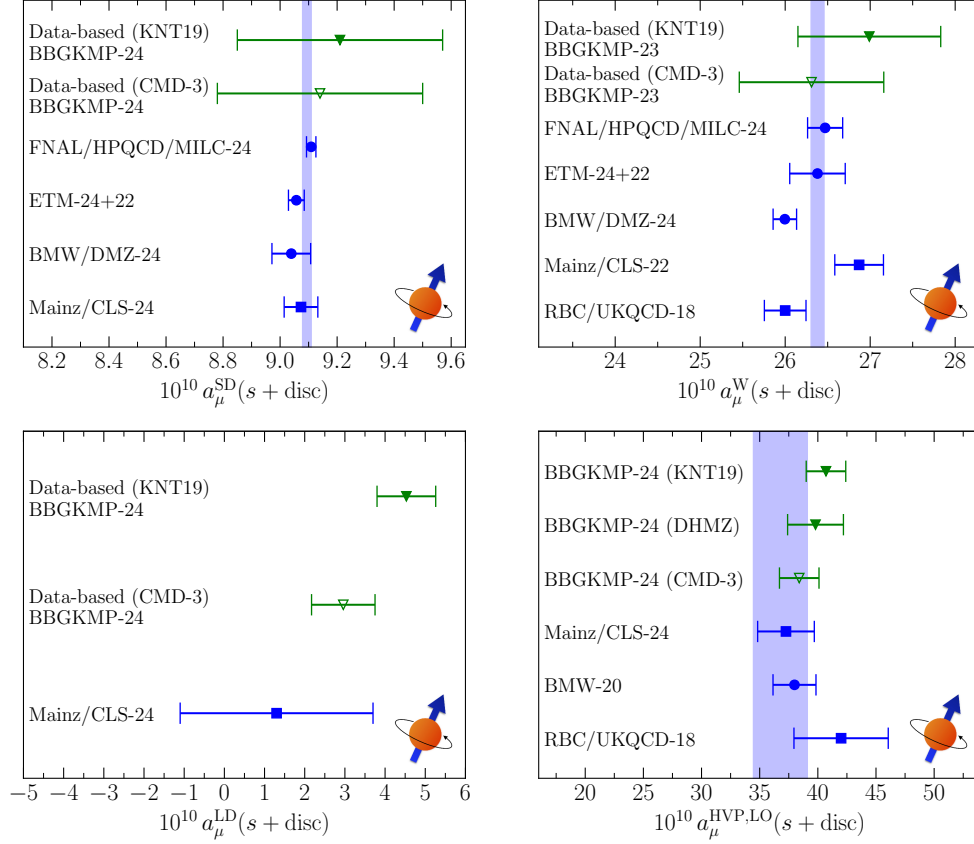 Data-based (KNT19)
BBGKMP-24
Data-based (CMD-3)
BBGKMP-24
FNAL/HPQCD/MILC-24
ETM-24+22
BMW/DMZ-24
Mainz/CLS-24
8.2 8.4 8.6 8.8 9.0 9.2 9.4 9.6
10^{10} a_μ^{SD}(s + disc)
Data-based (KNT19)
BBGKMP-23
Data-based (CMD-3)
BBGKMP-23
FNAL/HPQCD/MILC-24
ETM-24+22
BMW/DMZ-24
Mainz/CLS-22
RBC/UKQCD-18
24 25 26 27 28
10^{10} a_μ^{W}(s + disc)
Data-based (KNT19)
BBGKMP-24
Data-based (CMD-3)
BBGKMP-24
Mainz/CLS-24
−5 −4 −3 −2 −1 0 1 2 3 4 5 6
10^{10} a_μ^{LD}(s + disc)
BBGKMP-24 (KNT19)
BBGKMP-24 (DHMZ)
BBGKMP-24 (CMD-3)
Mainz/CLS-24
BMW-20
RBC/UKQCD-18
20 25 30 35 40 45 50
10^{10} a_μ^{HVP,LO}(s + disc)